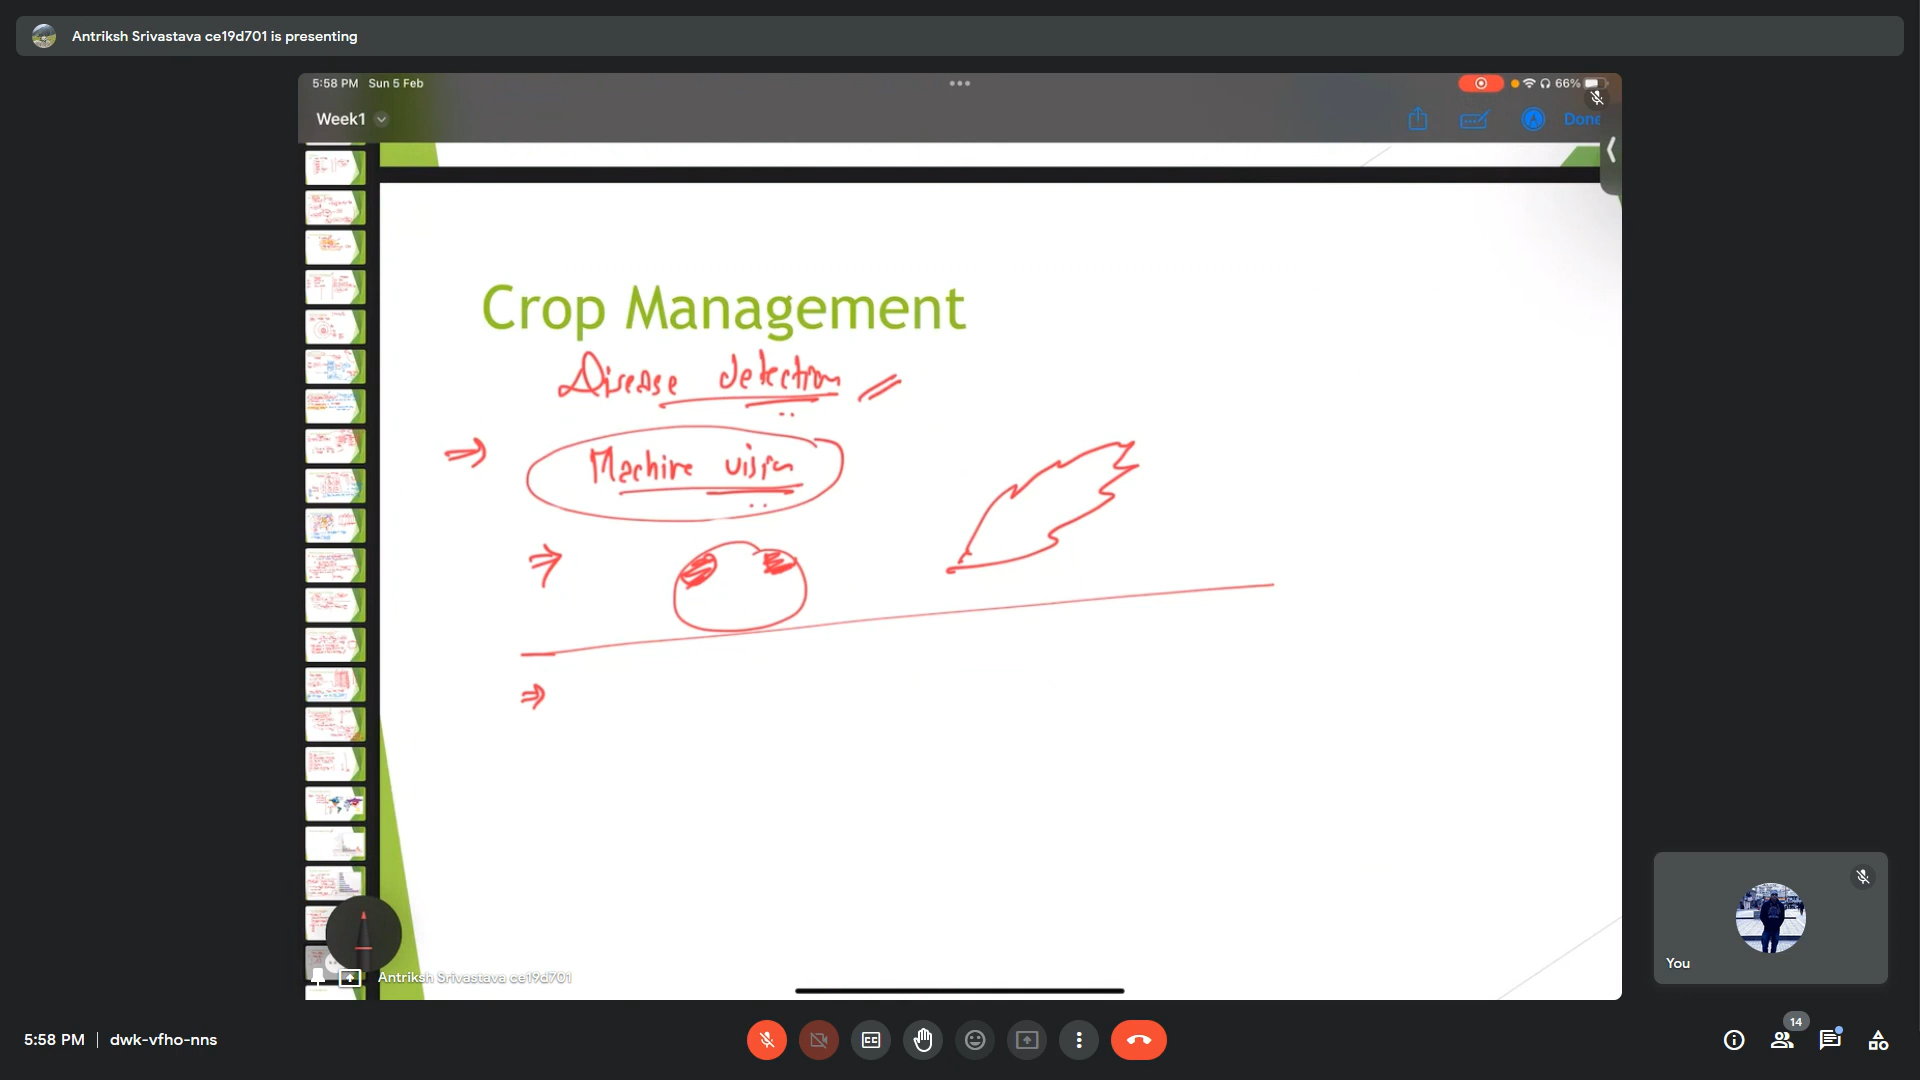 Antriksh Srivastava ce19d701 is presenting
5:58 PM Sun 5 Feb
66%
Week1
Done
Crop Management
Disease detection
⇒ Machine vision
Antriksh Srivastava ce19d701
You
5:58 PM | dwk-vfho-nns
14